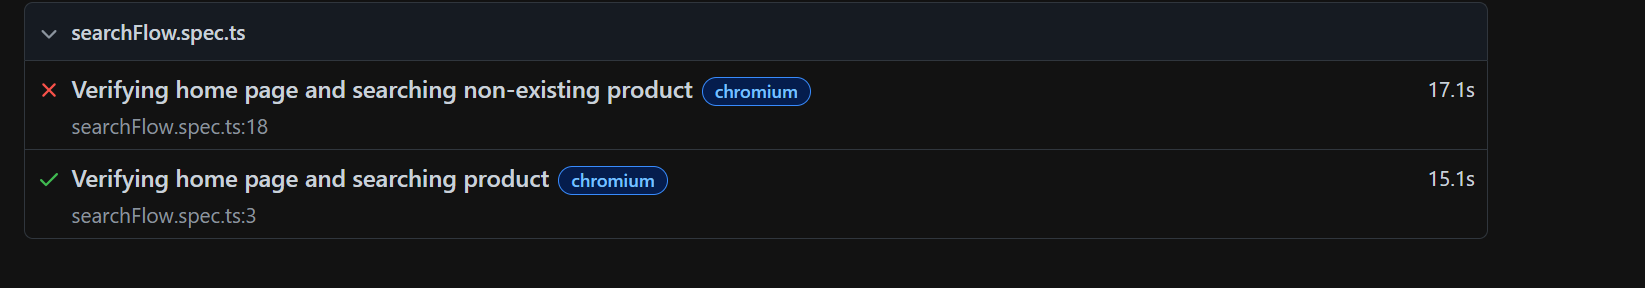 searchFlow.spec.ts
Verifying home page and searching non-existing product chromium 17.1s
searchFlow.spec.ts:18
Verifying home page and searching product chromium 15.1s
searchFlow.spec.ts:3